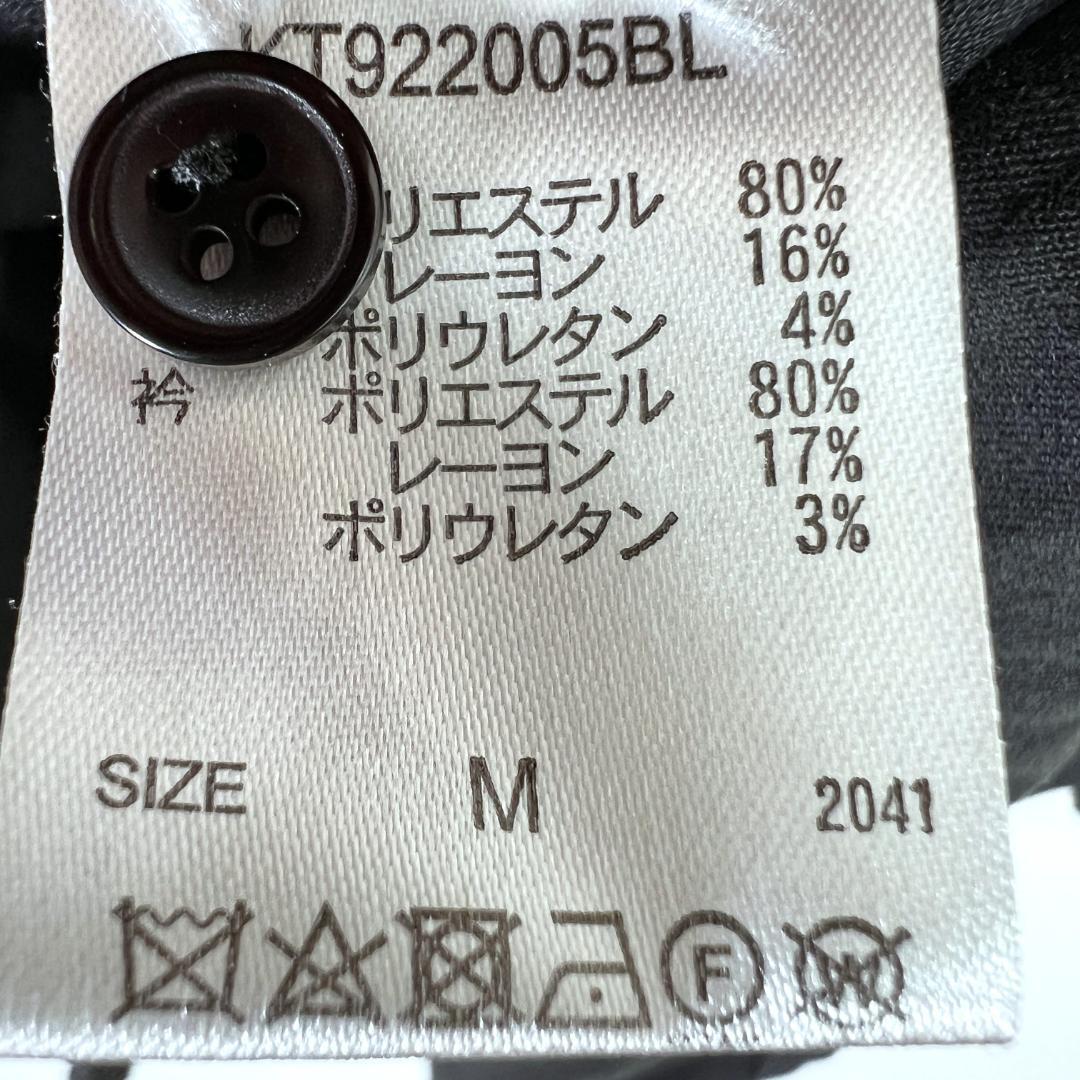 KT922005BL
リエステル 80%
レーヨン 16%
ポリウレタン 4%
衿 ポリエステル 80%
レーヨン 17%
ポリウレタン 3%
SIZE M 2041
F W